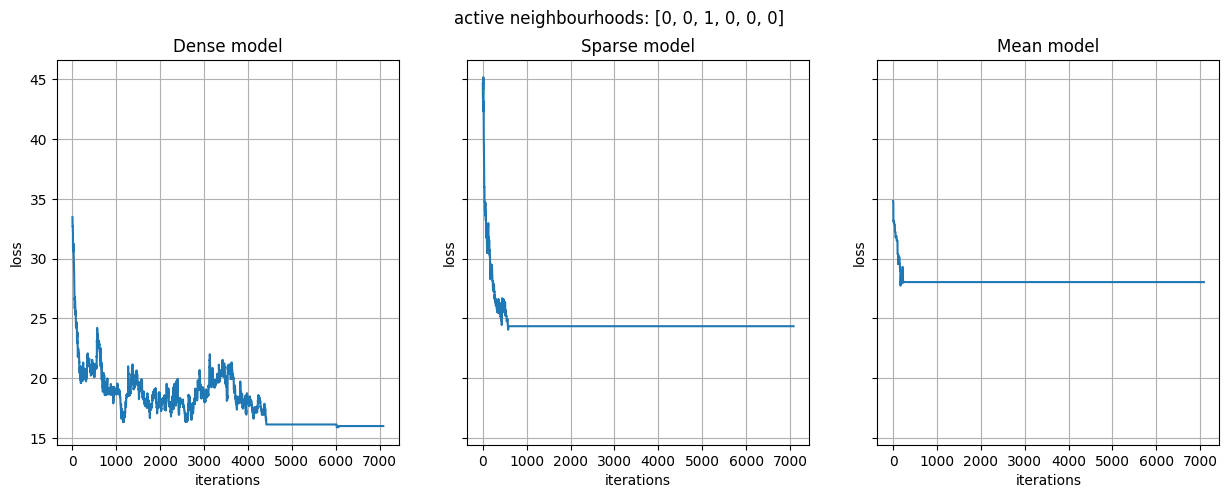 active neighbourhoods: [0, 0, 1, 0, 0, 0]
Dense model
Sparse model
Mean model
45
40
35
30
25
20
15
loss
loss
loss
0 1000 2000 3000 4000 5000 6000 7000
0 1000 2000 3000 4000 5000 6000 7000
0 1000 2000 3000 4000 5000 6000 7000
iterations
iterations
iterations